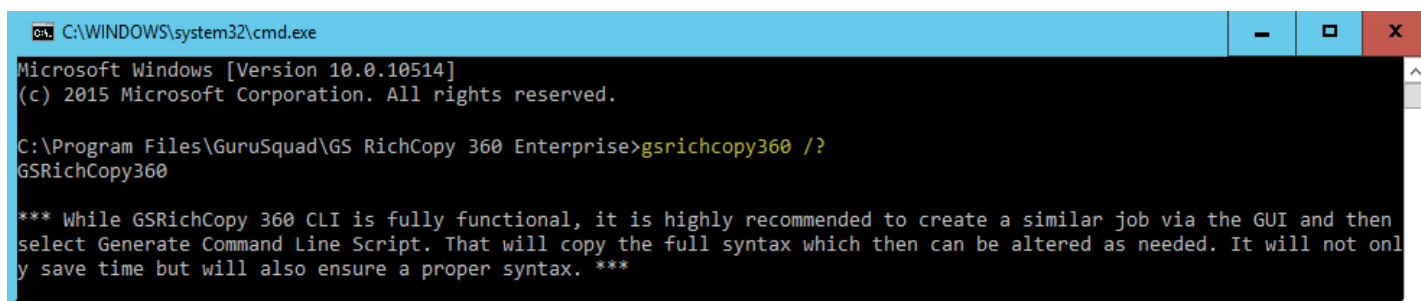 C:\WINDOWS\system32\cmd.exe
Microsoft Windows [Version 10.0.10514]
(c) 2015 Microsoft Corporation. All rights reserved.
C:\Program Files\GuruSquad\GS RichCopy 360 Enterprise>gsrichcopy360 /?
GSRichCopy360
*** While GSRichCopy 360 CLI is fully functional, it is highly recommended to create a similar job via the GUI and then
select Generate Command Line Script. That will copy the full syntax which then can be altered as needed. It will not onl
y save time but will also ensure a proper syntax. ***